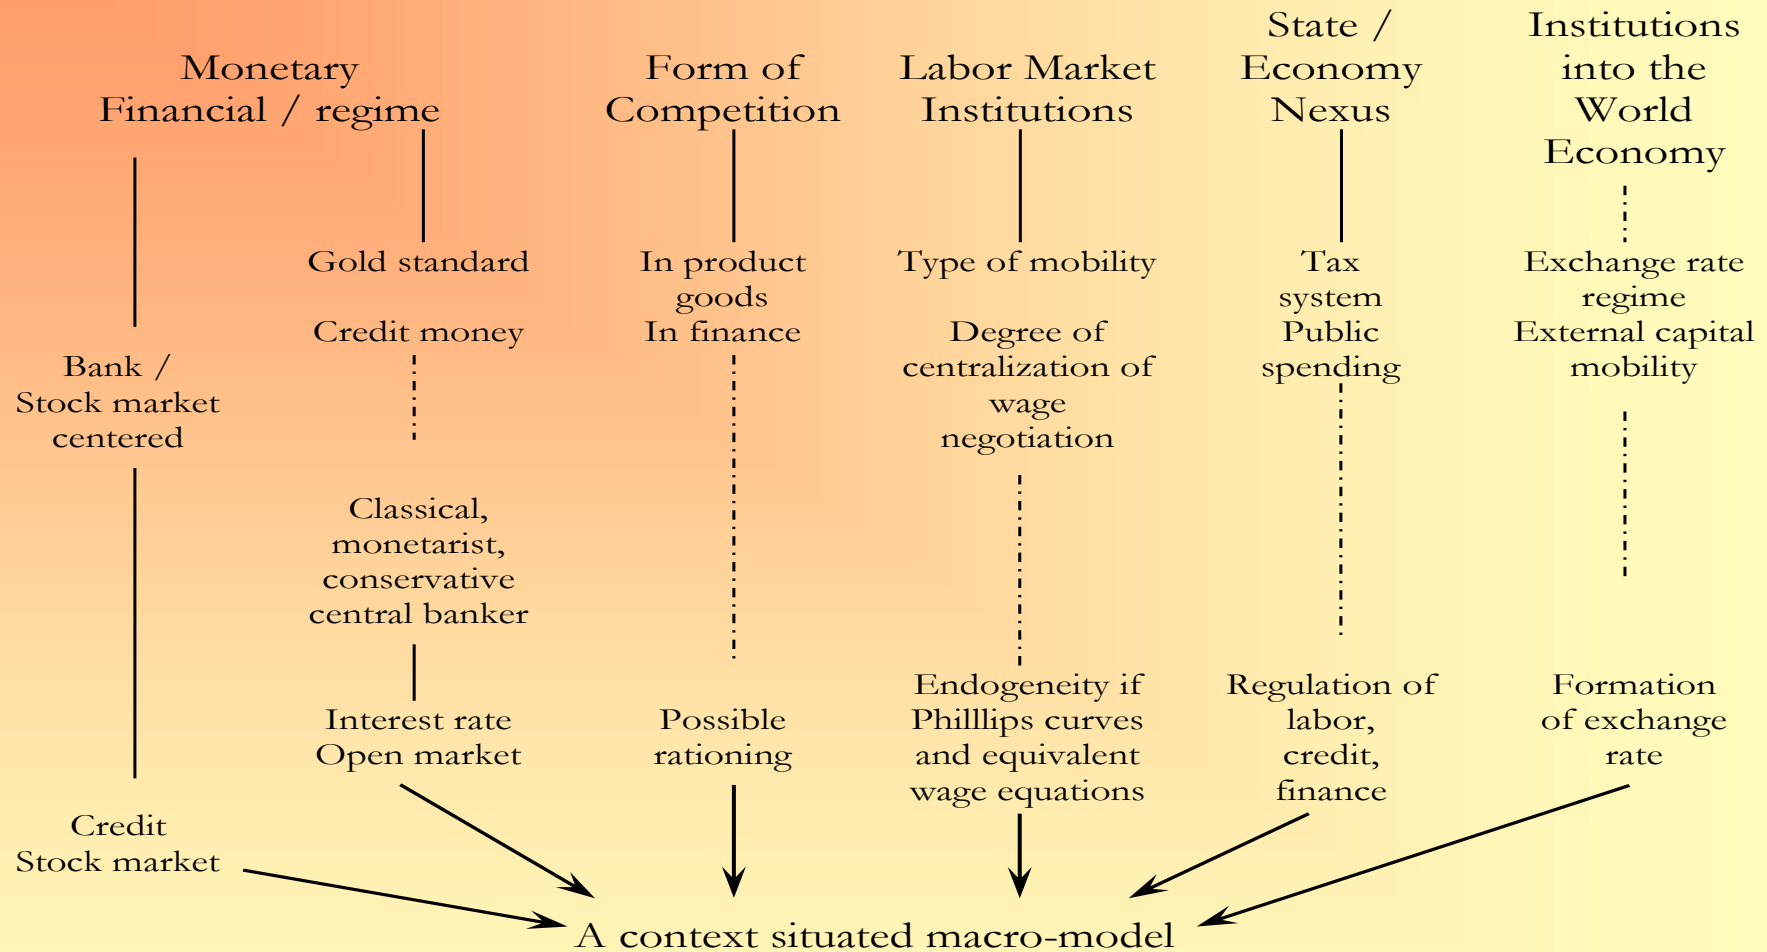 Monetary
Financial / regime
Form of
Competition
Labor Market
Institutions
State /
Economy
Nexus
Institutions
into the
World
Economy
Bank /
Stock market
centered
Gold standard
Credit money
In product
goods
In finance
Type of mobility
Degree of
centralization of
wage
negotiation
Tax
system
Public
spending
Exchange rate
regime
External capital
mobility
Classical,
monetarist,
conservative
central banker
Credit
Stock market
Interest rate
Open market
Possible
rationing
Endogeneity if
Philllips curves
and equivalent
wage equations
Regulation of
labor,
credit,
finance
Formation
of exchange
rate
A context situated macro-model